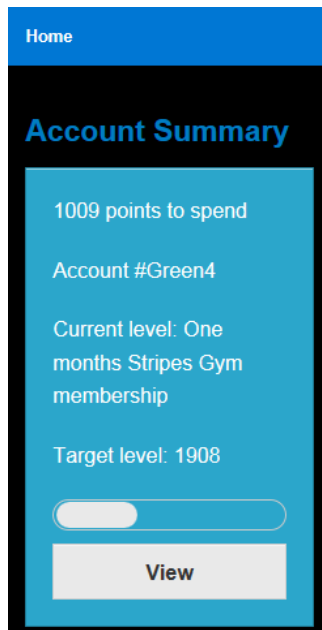 Home
Account Summary
1009 points to spend
Account #Green4
Current level: One
months Stripes Gym
membership
Target level: 1908
View